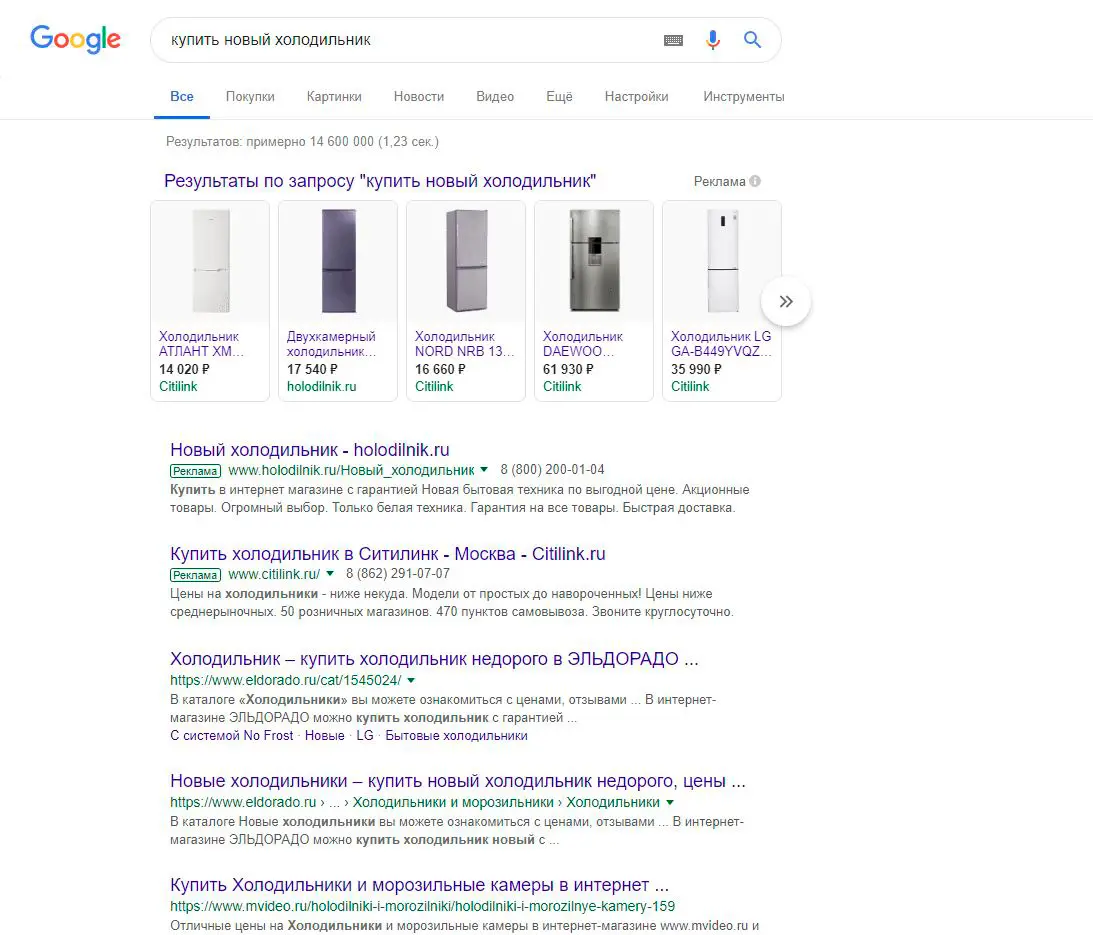 Google
купить новый холодильник
Все Покупки Картинки Новости Видео Ещё Настройки Инструменты
Результатов: примерно 14 600 000 (1,23 сек.)
Результаты по запросу "купить новый холодильник" Реклама
Холодильник АТЛАНТ ХМ...
14 020 ₽
Citilink
Двухкамерный холодильник...
17 540 ₽
holodilnik.ru
Холодильник NORD NRB 13...
16 660 ₽
Citilink
Холодильник DAEWOO...
61 930 ₽
Citilink
Холодильник LG GA-B449YVQZ...
35 990 ₽
Citilink
Новый холодильник - holodilnik.ru
Реклама www.holodilnik.ru/Новый_холодильник 8 (800) 200-01-04
Купить в интернет магазине с гарантией Новая бытовая техника по выгодной цене. Акционные
товары. Огромный выбор. Только белая техника. Гарантия на все товары. Быстрая доставка.
Купить холодильник в Ситилинк - Москва - Citilink.ru
Реклама www.citilink.ru/ 8 (862) 291-07-07
Цены на холодильники - ниже некуда. Модели от простых до навороченных! Цены ниже
среднерыночных. 50 розничных магазинов. 470 пунктов самовывоза. Звоните круглосуточно.
Холодильник – купить холодильник недорого в ЭЛЬДОРАДО ...
https://www.eldorado.ru/cat/1545024/
В каталоге «Холодильники» вы можете ознакомиться с ценами, отзывами ... В интернет-
магазине ЭЛЬДОРАДО можно купить холодильник с гарантией ...
С системой No Frost · Новые · LG · Бытовые холодильники
Новые холодильники – купить новый холодильник недорого, цены ...
https://www.eldorado.ru › ... › Холодильники и морозильники › Холодильники
В каталоге Новые холодильники вы можете ознакомиться с ценами, отзывами ... В интернет-
магазине ЭЛЬДОРАДО можно купить холодильник новый с ...
Купить Холодильники и морозильные камеры в интернет ...
https://www.mvideo.ru/holodilniki-i-morozilniki/holodilniki-i-morozilnye-kamery-159
Отличные цены на Холодильники и морозильные камеры в интернет-магазине www.mvideo.ru и